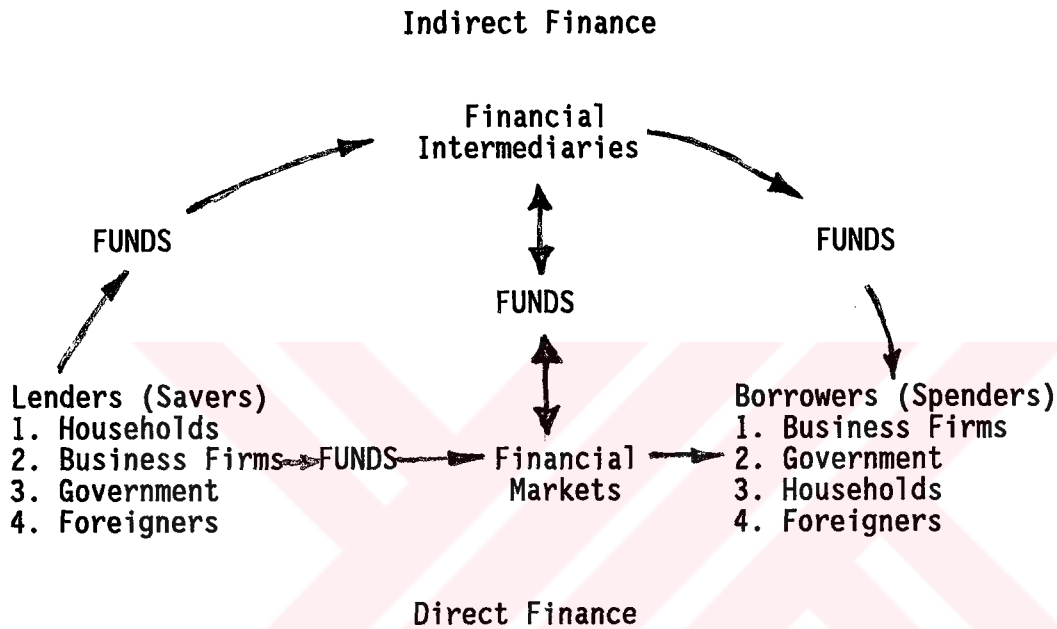 Indirect Finance
Financial
Intermediaries
FUNDS
FUNDS
FUNDS
Lenders (Savers)
1. Households
2. Business Firms
3. Government
4. Foreigners
FUNDS
Financial
Markets
Borrowers (Spenders)
1. Business Firms
2. Government
3. Households
4. Foreigners
Direct Finance